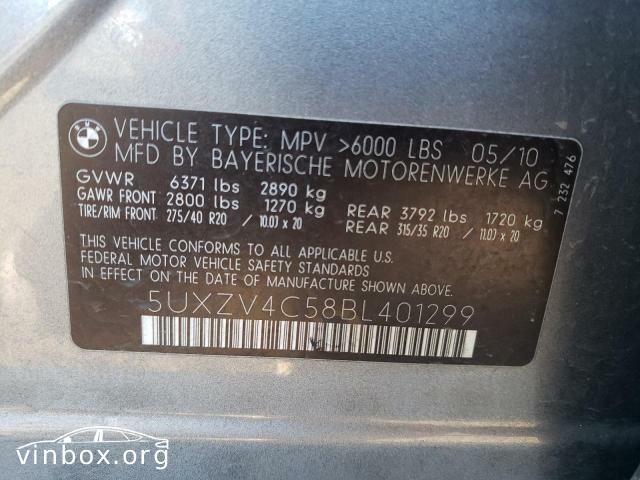 BMW
VEHICLE TYPE: MPV >6000 LBS 05/10
MFD BY BAYERISCHE MOTORENWERKE AG
GVWR 6371 lbs 2890 kg
GAWR FRONT 2800 lbs 1270 kg REAR 3792 lbs 1720 kg
TIRE/RIM FRONT 275/40 R20 / 10.0J x 20 REAR 315/35 R20 / 11.0J x 20
THIS VEHICLE CONFORMS TO ALL APPLICABLE U.S.
FEDERAL MOTOR VEHICLE SAFETY STANDARDS
IN EFFECT ON THE DATE OF MANUFACTURE SHOWN ABOVE.
5UXZV4C58BL401299
7 232 476
vinbox.org